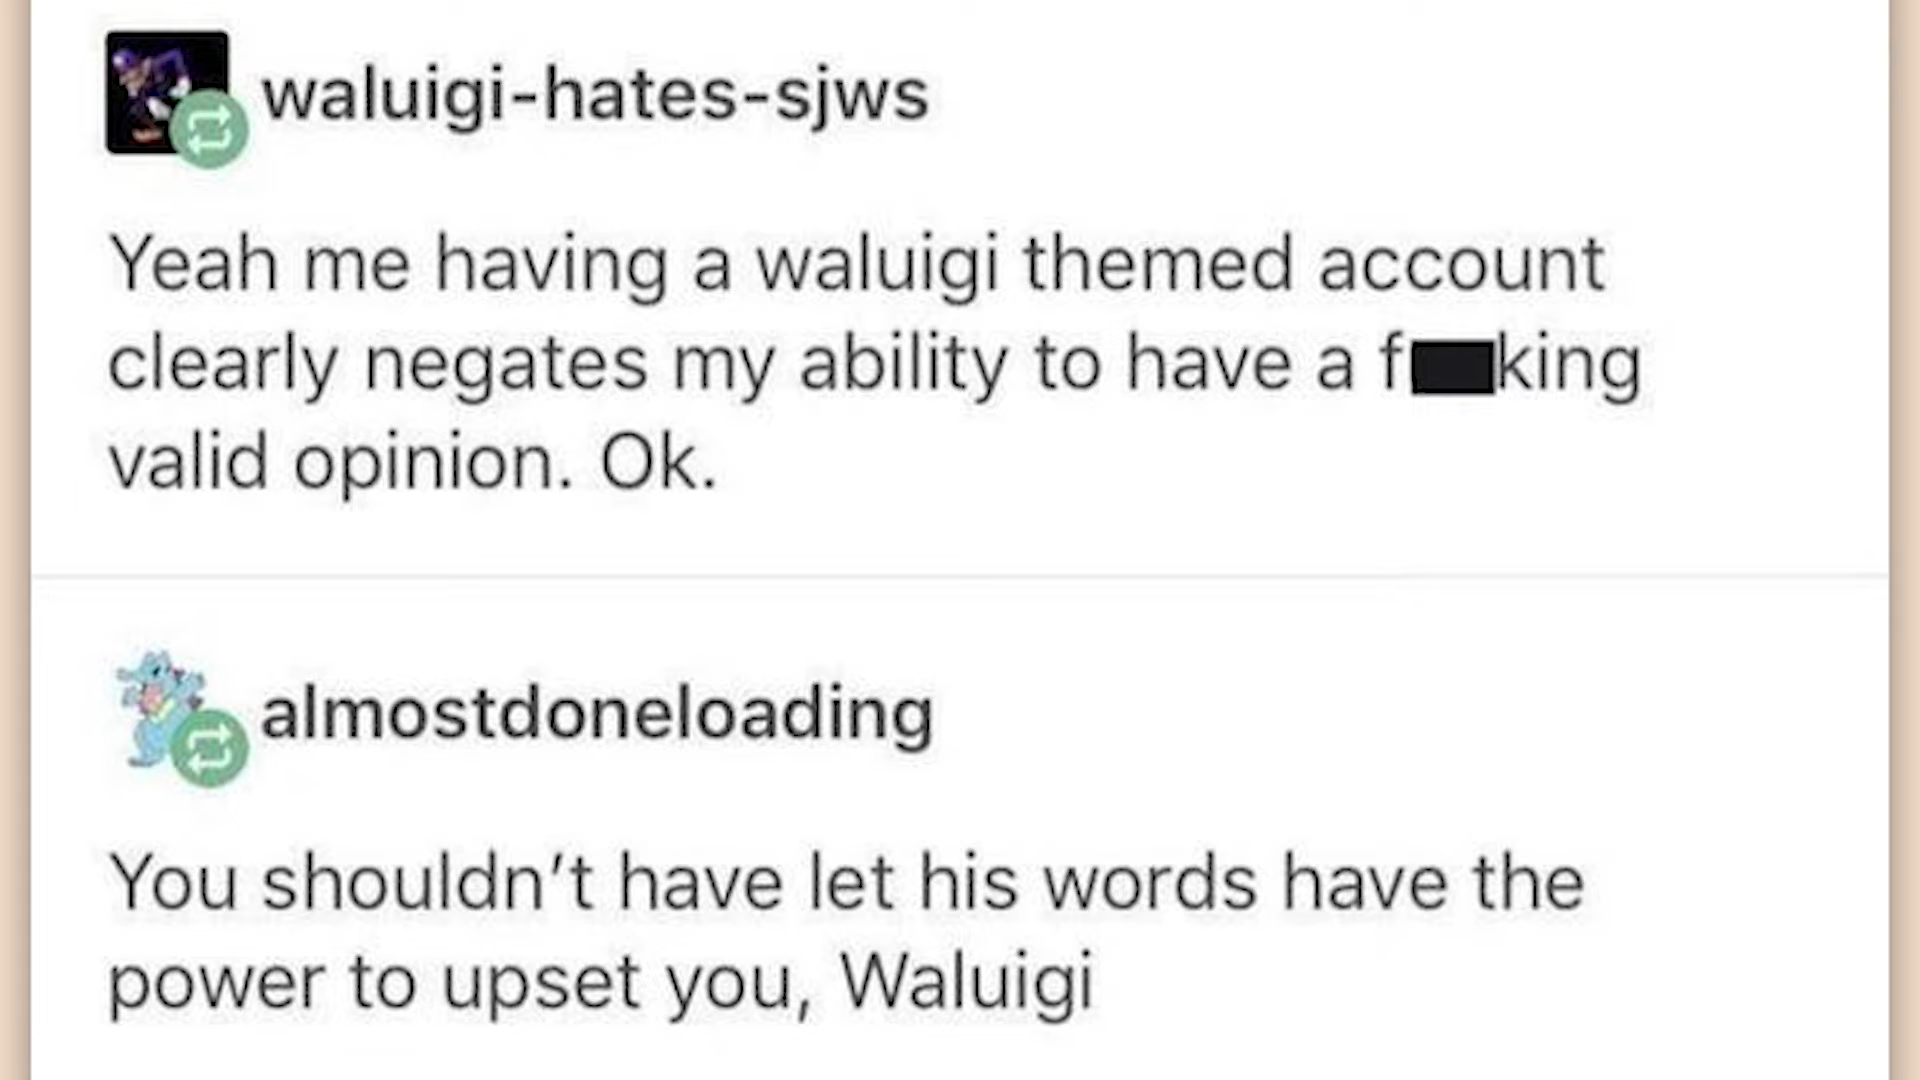 waluigi-hates-sjws
Yeah me having a waluigi themed account
clearly negates my ability to have a f██king
valid opinion. Ok.
almostdoneloading
You shouldn’t have let his words have the
power to upset you, Waluigi